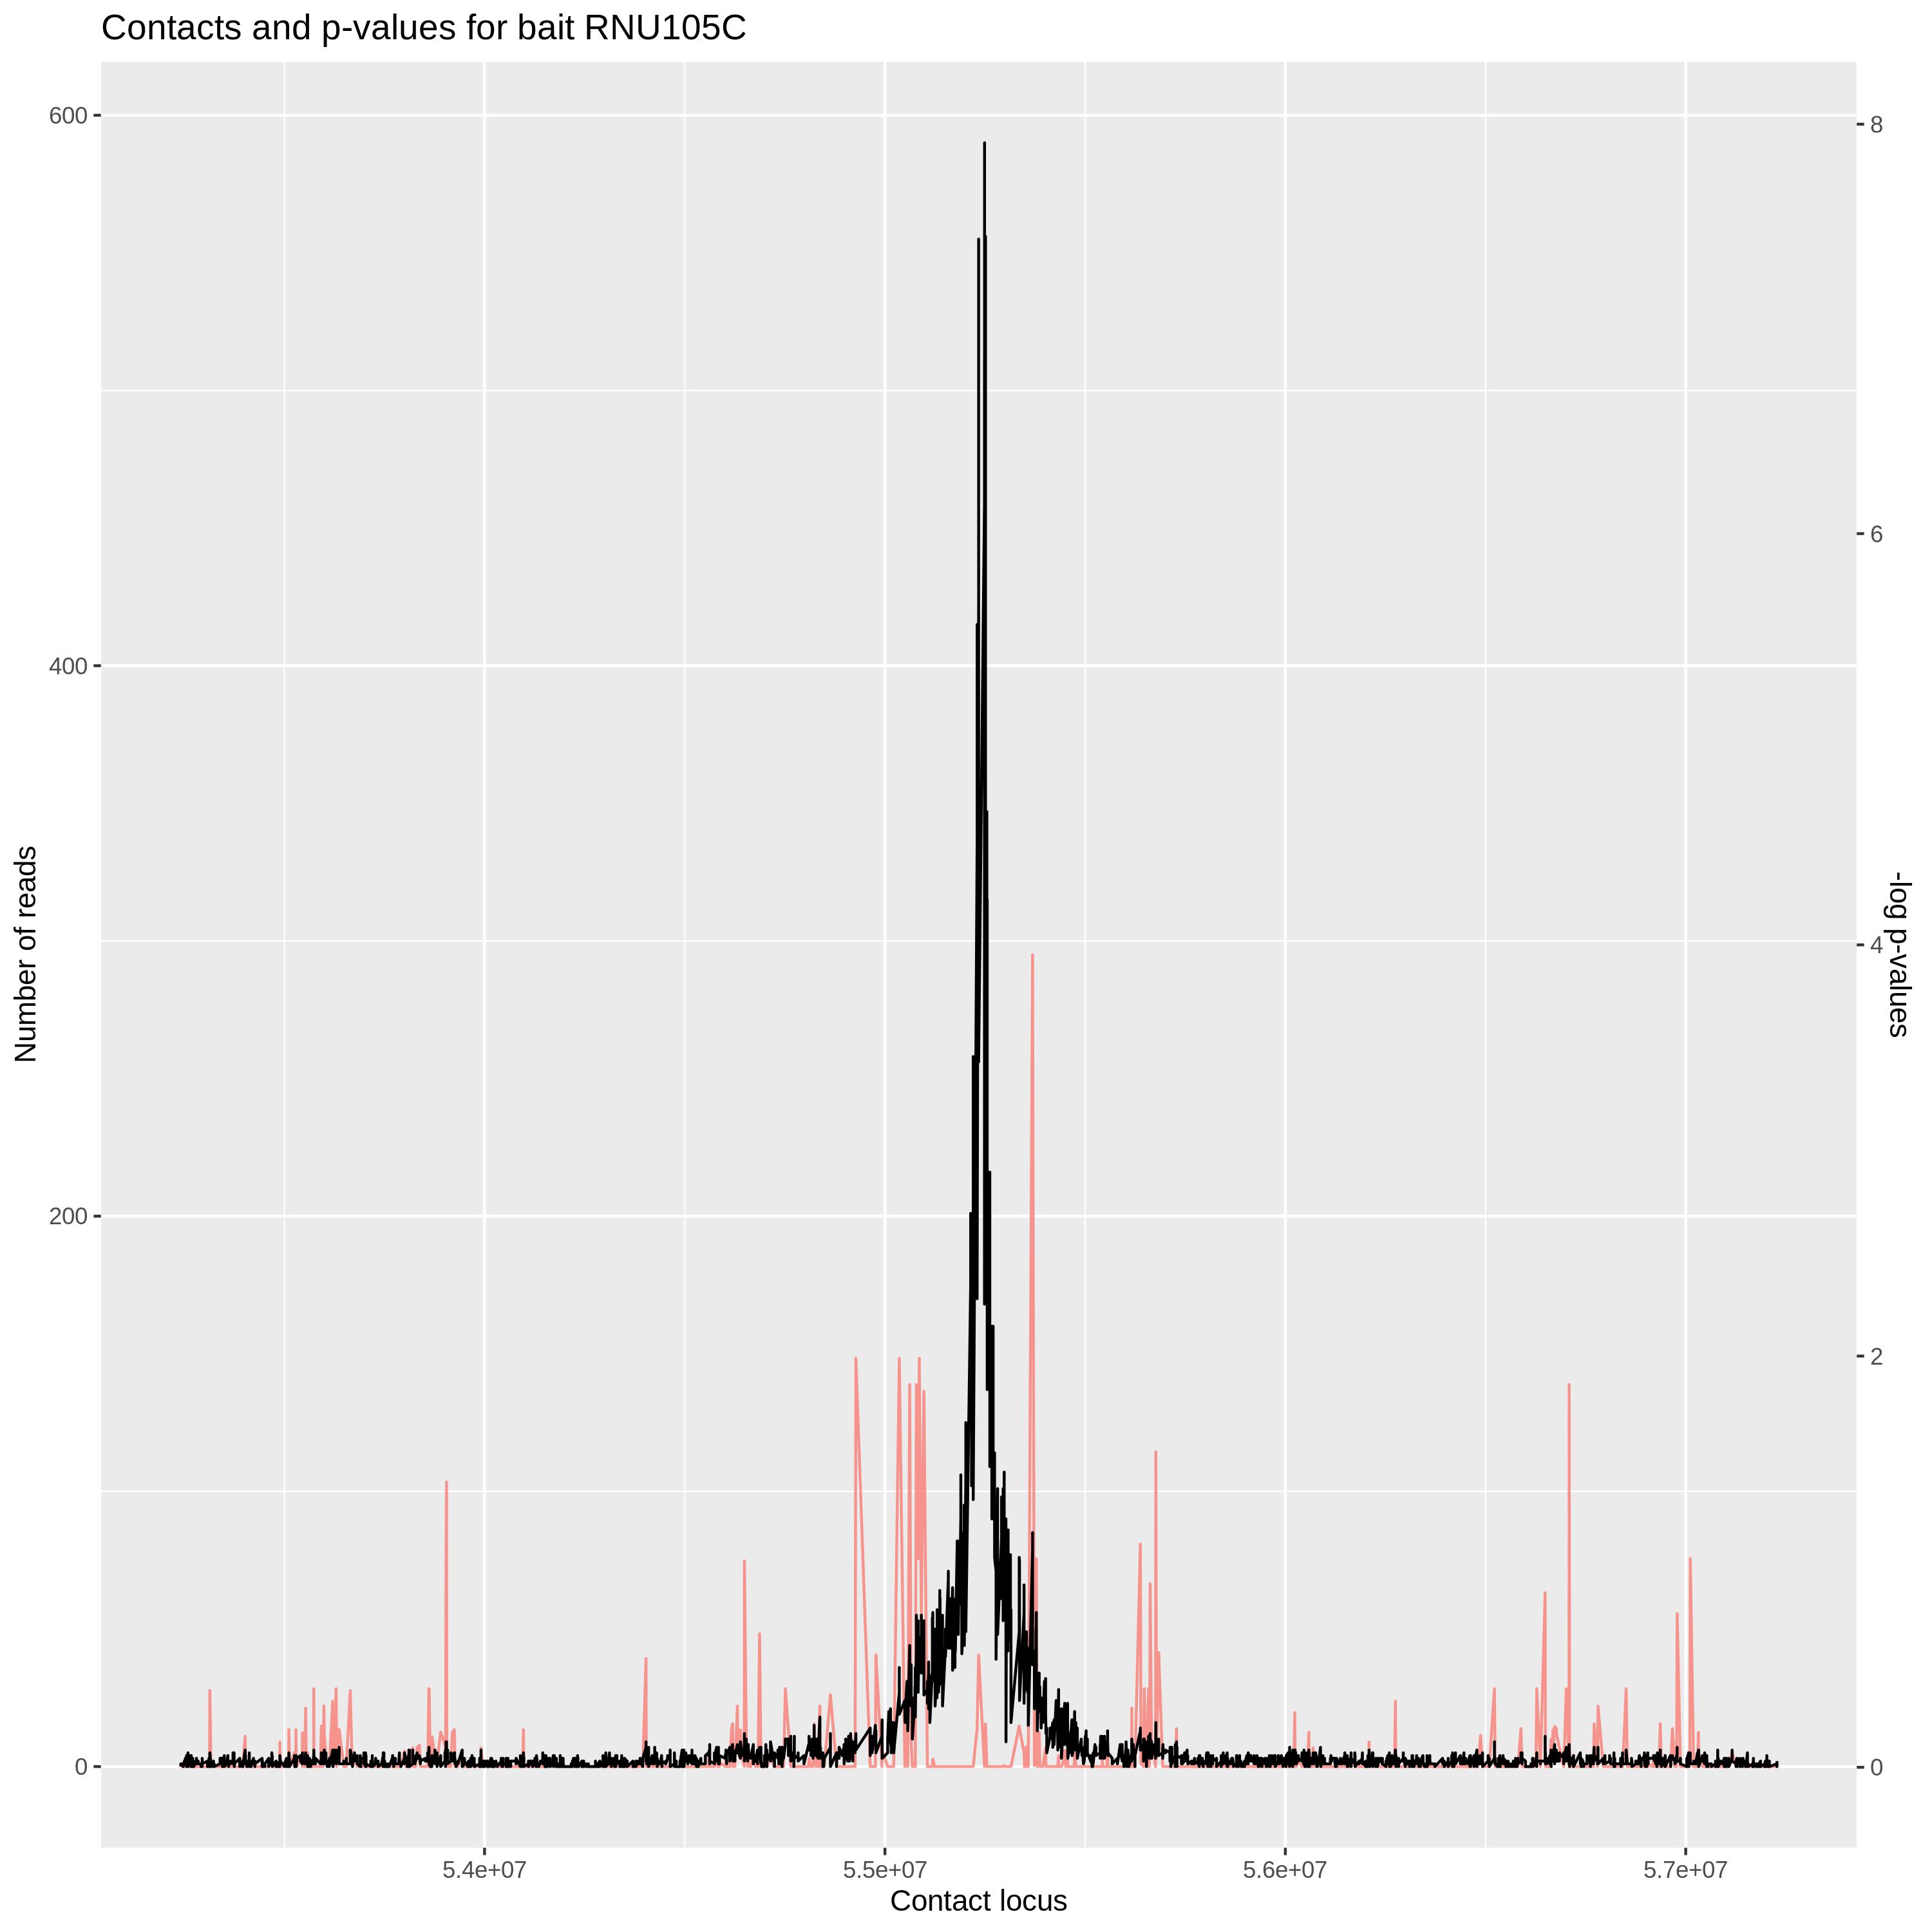 Contacts and p-values for bait RNU105C
600
400
200
0
Number of reads
8
6
4
2
0
-log p-values
5.4e+07
5.5e+07
5.6e+07
5.7e+07
Contact locus